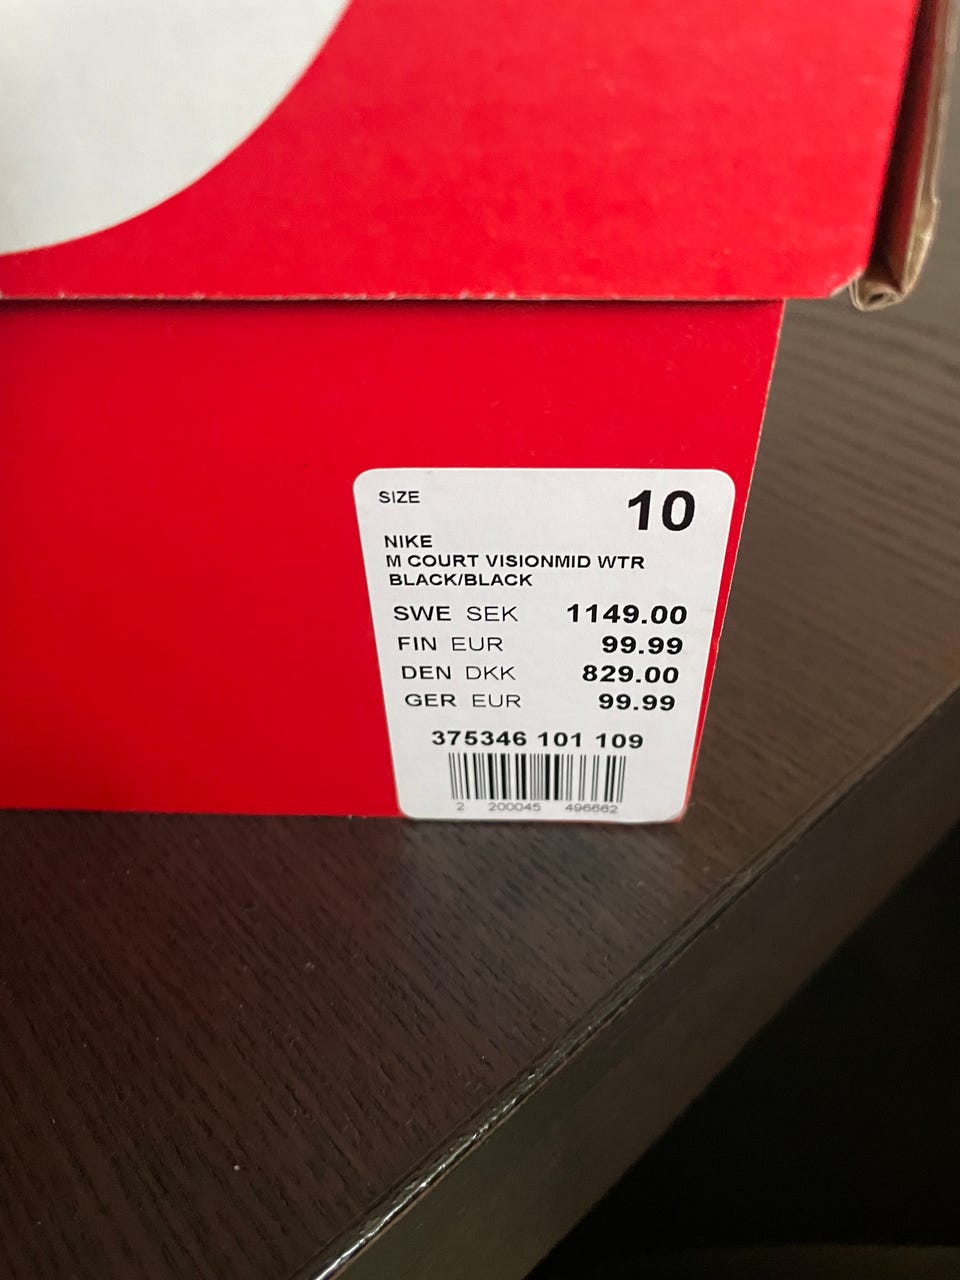 SIZE 10
NIKE
M COURT VISIONMID WTR
BLACK/BLACK
SWE SEK 1149.00
FIN EUR 99.99
DEN DKK 829.00
GER EUR 99.99
375346 101 109
2 200045 496662